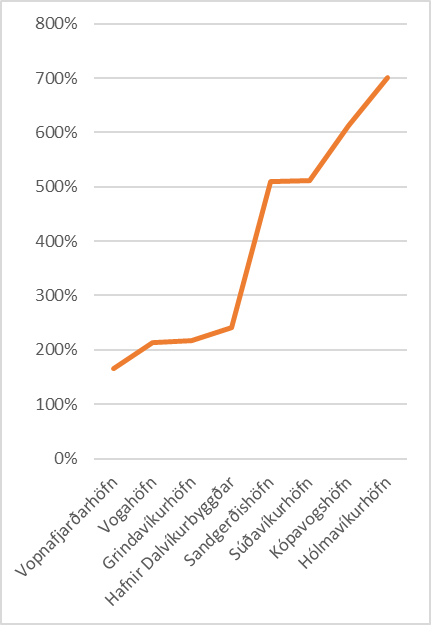 800%
700%
600%
500%
400%
300%
200%
100%
0%
Vopnafjarðarhöfn
Vogahöfn
Grindavíkurhöfn
Hafnir Dalvíkurbyggðar
Sandgerðishöfn
Súðavíkurhöfn
Kópavogshöfn
Hólmavíkurhöfn